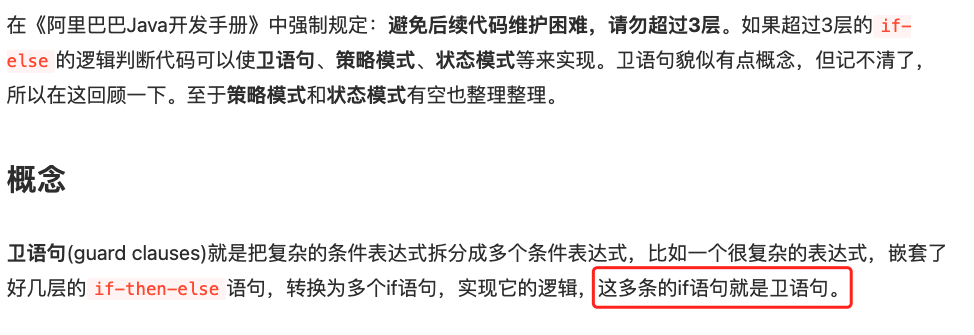 在《阿里巴巴Java开发手册》中强制规定：避免后续代码维护困难，请勿超过3层。如果超过3层的 if-
else 的逻辑判断代码可以使卫语句、策略模式、状态模式等来实现。卫语句貌似有点概念，但记不清了，
所以在这回顾一下。至于策略模式和状态模式有空也整理整理。
概念
卫语句(guard clauses)就是把复杂的条件表达式拆分成多个条件表达式，比如一个很复杂的表达式，嵌套了
好几层的 if-then-else 语句，转换为多个if语句，实现它的逻辑，这多条的if语句就是卫语句。